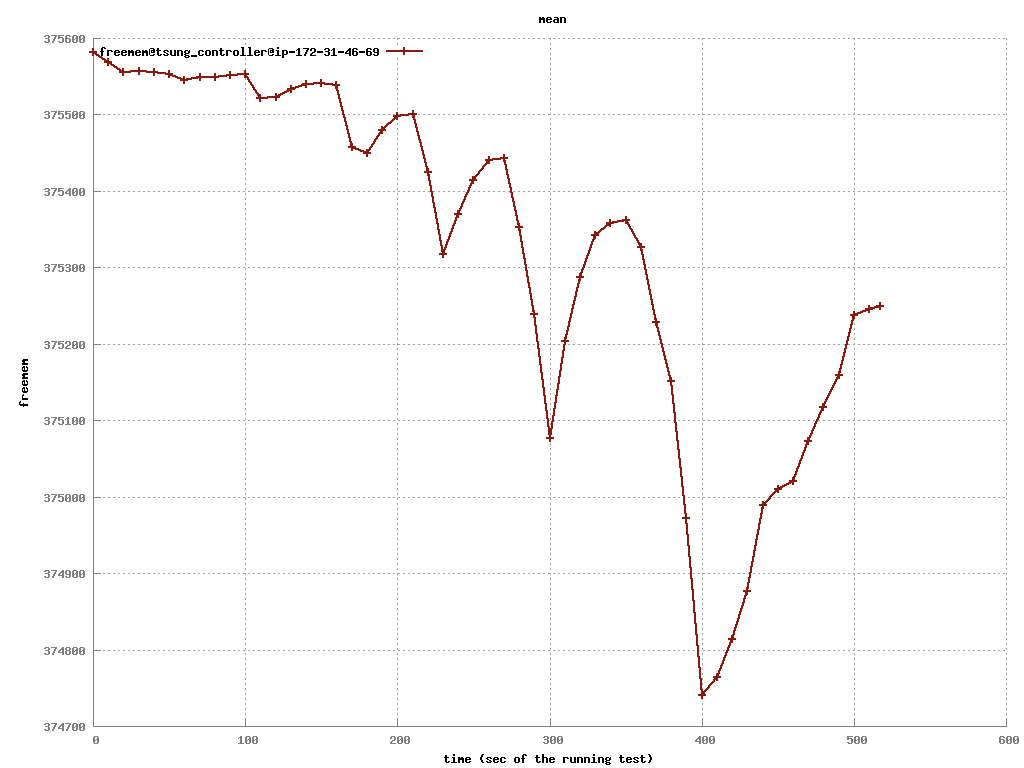 mean
freemem@tsung_controller@ip-172-31-46-69
375600
375500
375400
375300
375200
375100
375000
374900
374800
374700
freemem
0 100 200 300 400 500 600
time (sec of the running test)